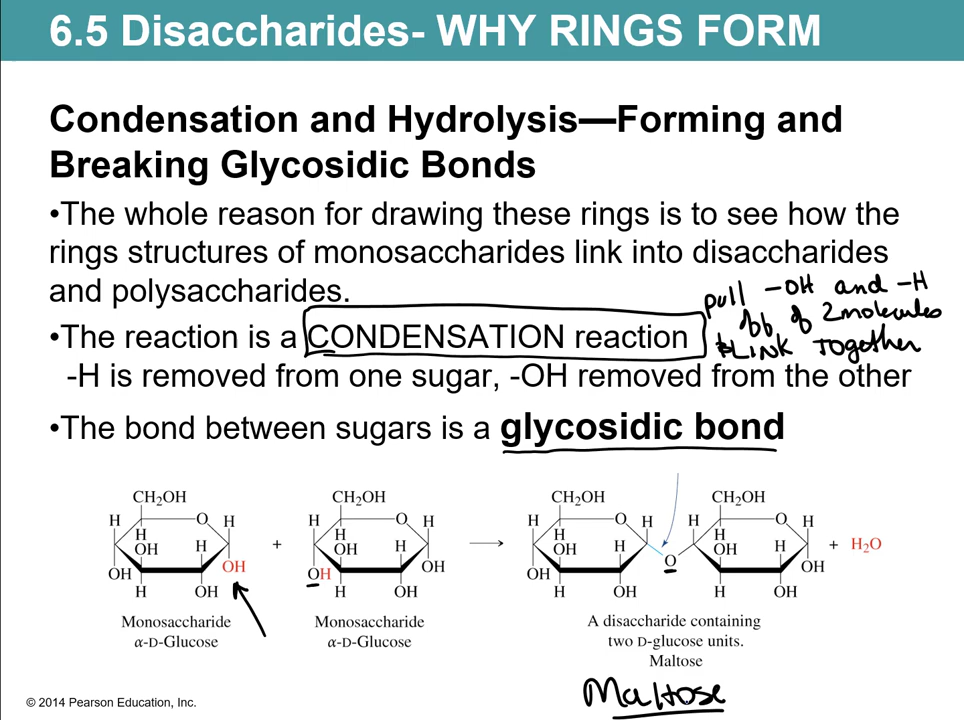 6.5 Disaccharides- WHY RINGS FORM
Condensation and Hydrolysis—Forming and
Breaking Glycosidic Bonds
•The whole reason for drawing these rings is to see how the
rings structures of monosaccharides link into disaccharides
and polysaccharides.
pull -OH and -H
off of 2 molecules
& LINK TOGETHER
•The reaction is a CONDENSATION reaction
-H is removed from one sugar, -OH removed from the other
•The bond between sugars is a glycosidic bond
CH₂OH CH₂OH CH₂OH CH₂OH
H O H H O H H O H H O H
H H H H
OH H OH H OH H OH H
+ + H₂O
OH OH OH OH OH O OH
H OH H OH H OH H OH
Monosaccharide Monosaccharide A disaccharide containing
α-D-Glucose α-D-Glucose two D-glucose units.
Maltose
Maltose
© 2014 Pearson Education, Inc.